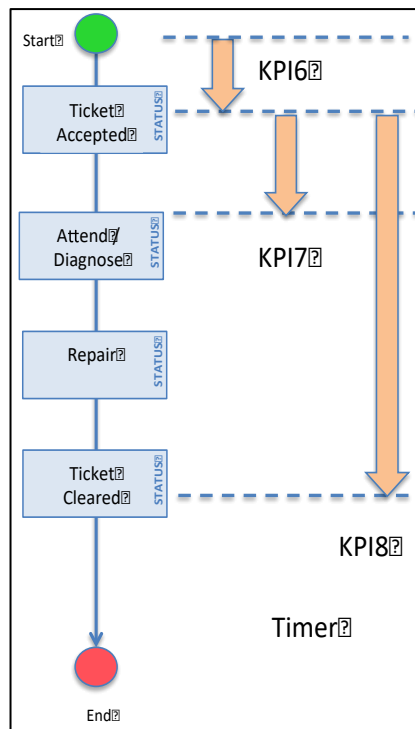 Start⍰
KPI6⍰
Ticket⍰
Accepted⍰
STATUS⍰
Attend⍰/
Diagnose⍰
STATUS⍰
KPI7⍰
Repair⍰
STATUS⍰
Ticket⍰
Cleared⍰
STATUS⍰
KPI8⍰
Timer⍰
End⍰